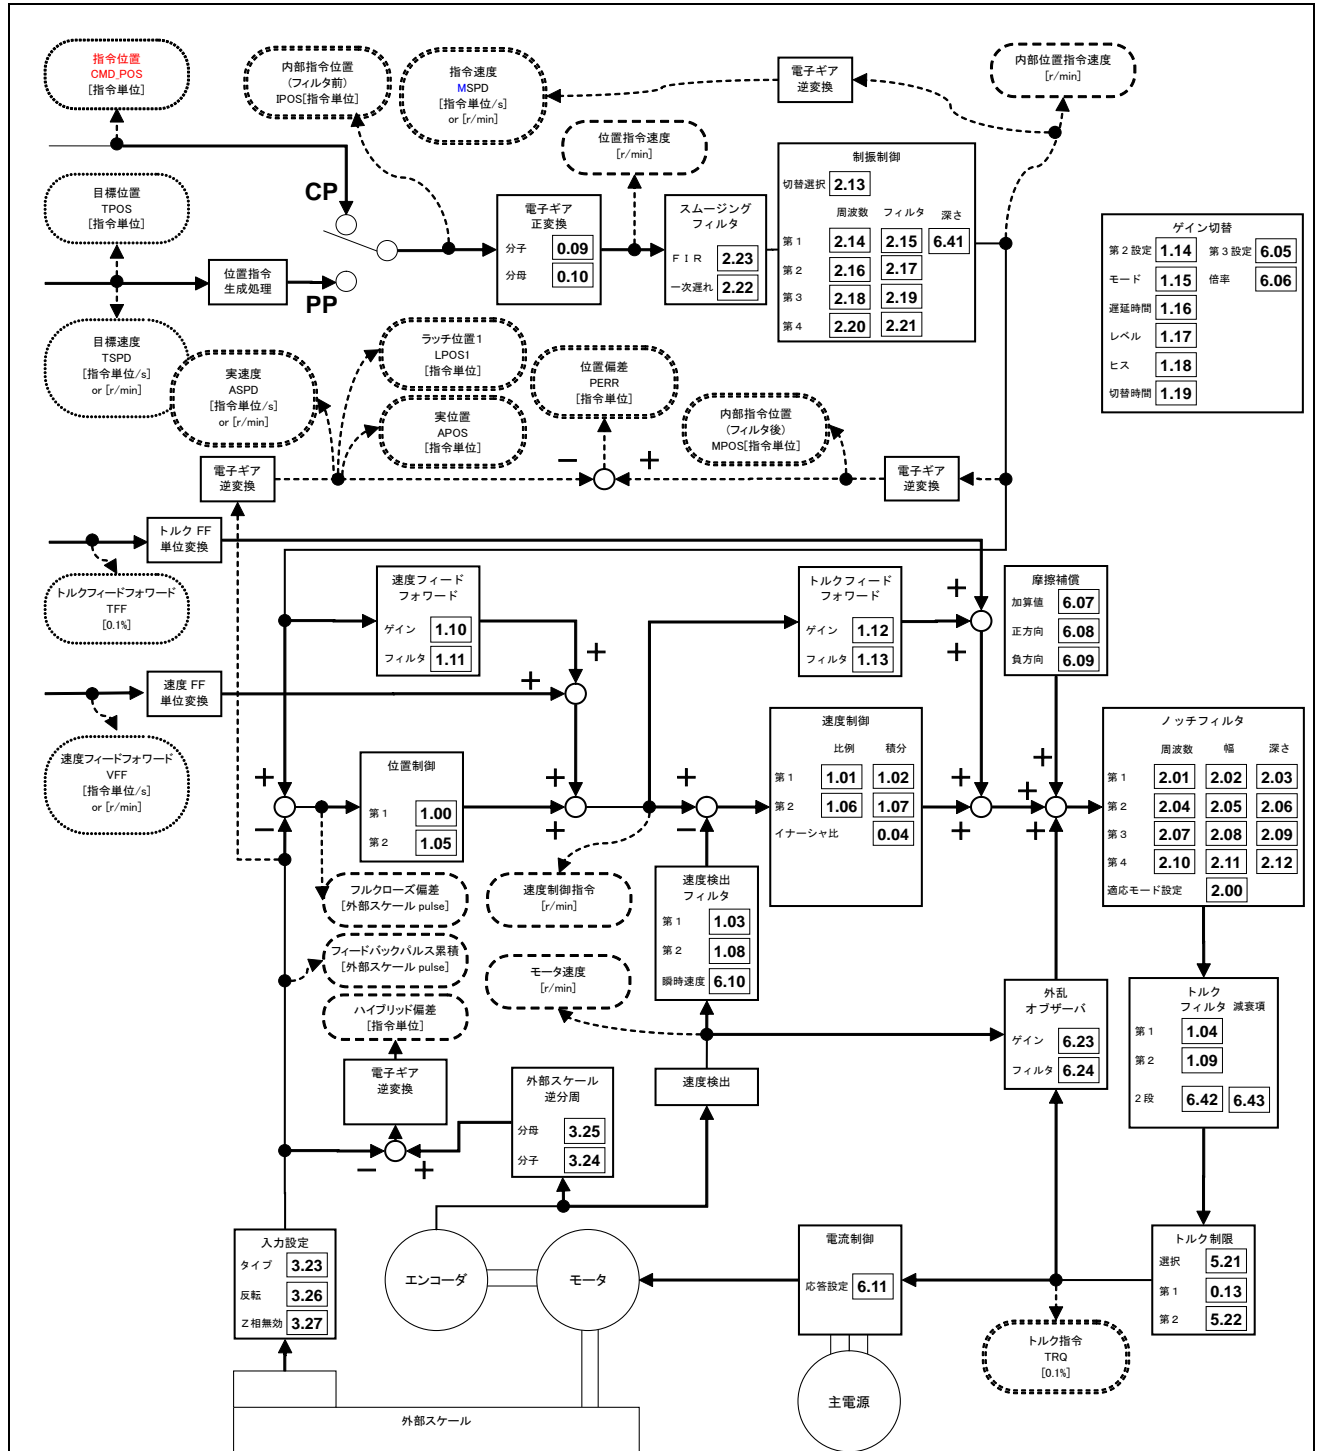 指令位置
CMD_POS
[指令単位]
内部指令位置
(フィルタ前)
IPOS[指令単位]
指令速度
MSPD
[指令単位/s]
or [r/min]
電子ギア
逆変換
内部位置指令速度
[r/min]
位置指令速度
[r/min]
目標位置
TPOS
[指令単位]
CP
PP
位置指令
生成処理
目標速度
TSPD
[指令単位/s]
or [r/min]
電子ギア
正変換
分子 0.09
分母 0.10
スムージング
フィルタ
FIR 2.23
一次遅れ 2.22
制振制御
切替選択 2.13
周波数 フィルタ 深さ
第1 2.14 2.15 6.41
第2 2.16 2.17
第3 2.18 2.19
第4 2.20 2.21
ゲイン切替
第2設定 1.14 第3設定 6.05
モード 1.15 倍率 6.06
遅延時間 1.16
レベル 1.17
ヒス 1.18
切替時間 1.19
実速度
ASPD
[指令単位/s]
or [r/min]
ラッチ位置1
LPOS1
[指令単位]
実位置
APOS
[指令単位]
位置偏差
PERR
[指令単位]
内部指令位置
(フィルタ後)
MPOS[指令単位]
電子ギア
逆変換
− +
電子ギア
逆変換
トルク FF
単位変換
トルクフィードフォワード
TFF
[0.1%]
速度フィード
フォワード
ゲイン 1.10
フィルタ 1.11
+
+
トルクフィード
フォワード
ゲイン 1.12
フィルタ 1.13
+
+
摩擦補償
加算値 6.07
正方向 6.08
負方向 6.09
速度 FF
単位変換
速度フィードフォワード
VFF
[指令単位/s]
or [r/min]
+
−
位置制御
第1 1.00
第2 1.05
+
+
+
−
速度制御
比例 積分
第1 1.01 1.02
第2 1.06 1.07
イナーシャ比 0.04
+
+
+
+
+
ノッチフィルタ
周波数 幅 深さ
第1 2.01 2.02 2.03
第2 2.04 2.05 2.06
第3 2.07 2.08 2.09
第4 2.10 2.11 2.12
適応モード設定 2.00
フルクローズ偏差
[外部スケール pulse]
速度制御指令
[r/min]
速度検出
フィルタ
第1 1.03
第2 1.08
瞬時速度 6.10
フィードバックパルス累積
[外部スケール pulse]
モータ速度
[r/min]
ハイブリッド偏差
[指令単位]
外乱
オブザーバ
ゲイン 6.23
フィルタ 6.24
トルク
フィルタ 減衰項
第1 1.04
第2 1.09
2段 6.42 6.43
電子ギア
逆変換
外部スケール
逆分周
分母 3.25
分子 3.24
速度検出
− +
入力設定
タイプ 3.23
反転 3.26
Z相無効 3.27
エンコーダ
モータ
電流制御
応答設定 6.11
トルク制限
選択 5.21
第1 0.13
第2 5.22
トルク指令
TRQ
[0.1%]
主電源
外部スケール